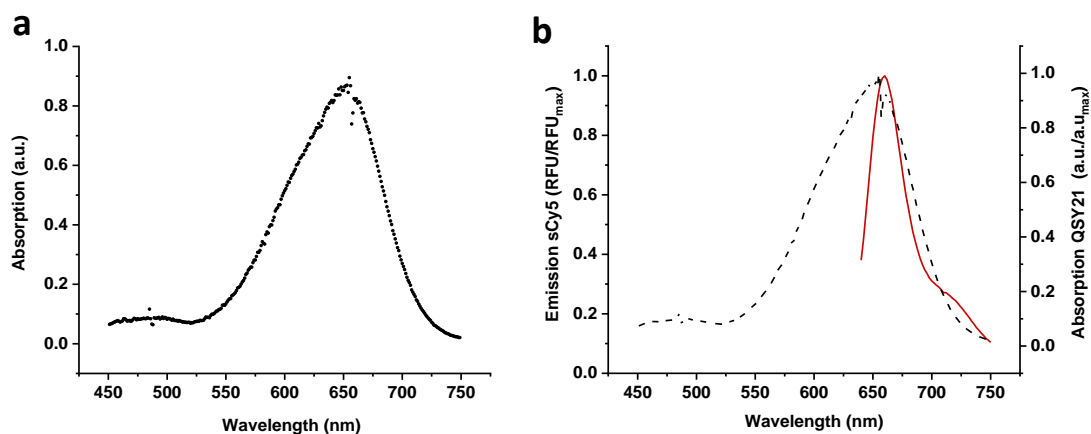 a
1.0
0.8
0.6
0.4
0.2
0.0
Absorption (a.u.)
450 500 550 600 650 700 750
Wavelength (nm)
b
1.0
0.8
0.6
0.4
0.2
Emission sCy5 (RFU/RFUmax)
1.0
0.8
0.6
0.4
0.2
0.0
Absorption QSY21 (a.u./a.umax)
450 500 550 600 650 700 750
Wavelength (nm)